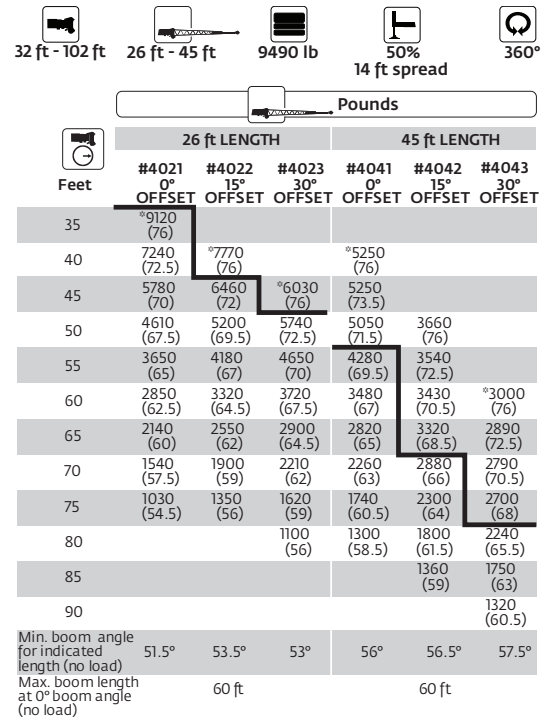 32 ft - 102 ft 26 ft - 45 ft 9490 lb 50% 360°
14 ft spread
Pounds
26 ft LENGTH 45 ft LENGTH
Feet
#4021 #4022 #4023 #4041 #4042 #4043
0° 15° 30° 0° 15° 30°
OFFSET OFFSET OFFSET OFFSET OFFSET OFFSET
35 *9120
(76)
40 7240 *7770 *5250
(72.5) (76) (76)
45 5780 6460 *6030 5250
(70) (72) (76) (73.5)
50 4610 5200 5740 5050 3660
(67.5) (69.5) (72.5) (71.5) (76)
55 3650 4180 4650 4280 3540
(65) (67) (70) (69.5) (72.5)
60 2850 3320 3720 3480 3430 *3000
(62.5) (64.5) (67.5) (67) (70.5) (76)
65 2140 2550 2900 2820 3320 2890
(60) (62) (64.5) (65) (68.5) (72.5)
70 1540 1900 2210 2260 2880 2790
(57.5) (59) (62) (63) (66) (70.5)
75 1030 1350 1620 1740 2300 2700
(54.5) (56) (59) (60.5) (64) (68)
80 1100 1300 1800 2240
(56) (58.5) (61.5) (65.5)
85 1360 1750
(59) (63)
90 1320
(60.5)
Min. boom angle
for indicated 51.5° 53.5° 53° 56° 56.5° 57.5°
length (no load)
Max. boom length
at 0° boom angle 60 ft 60 ft
(no load)